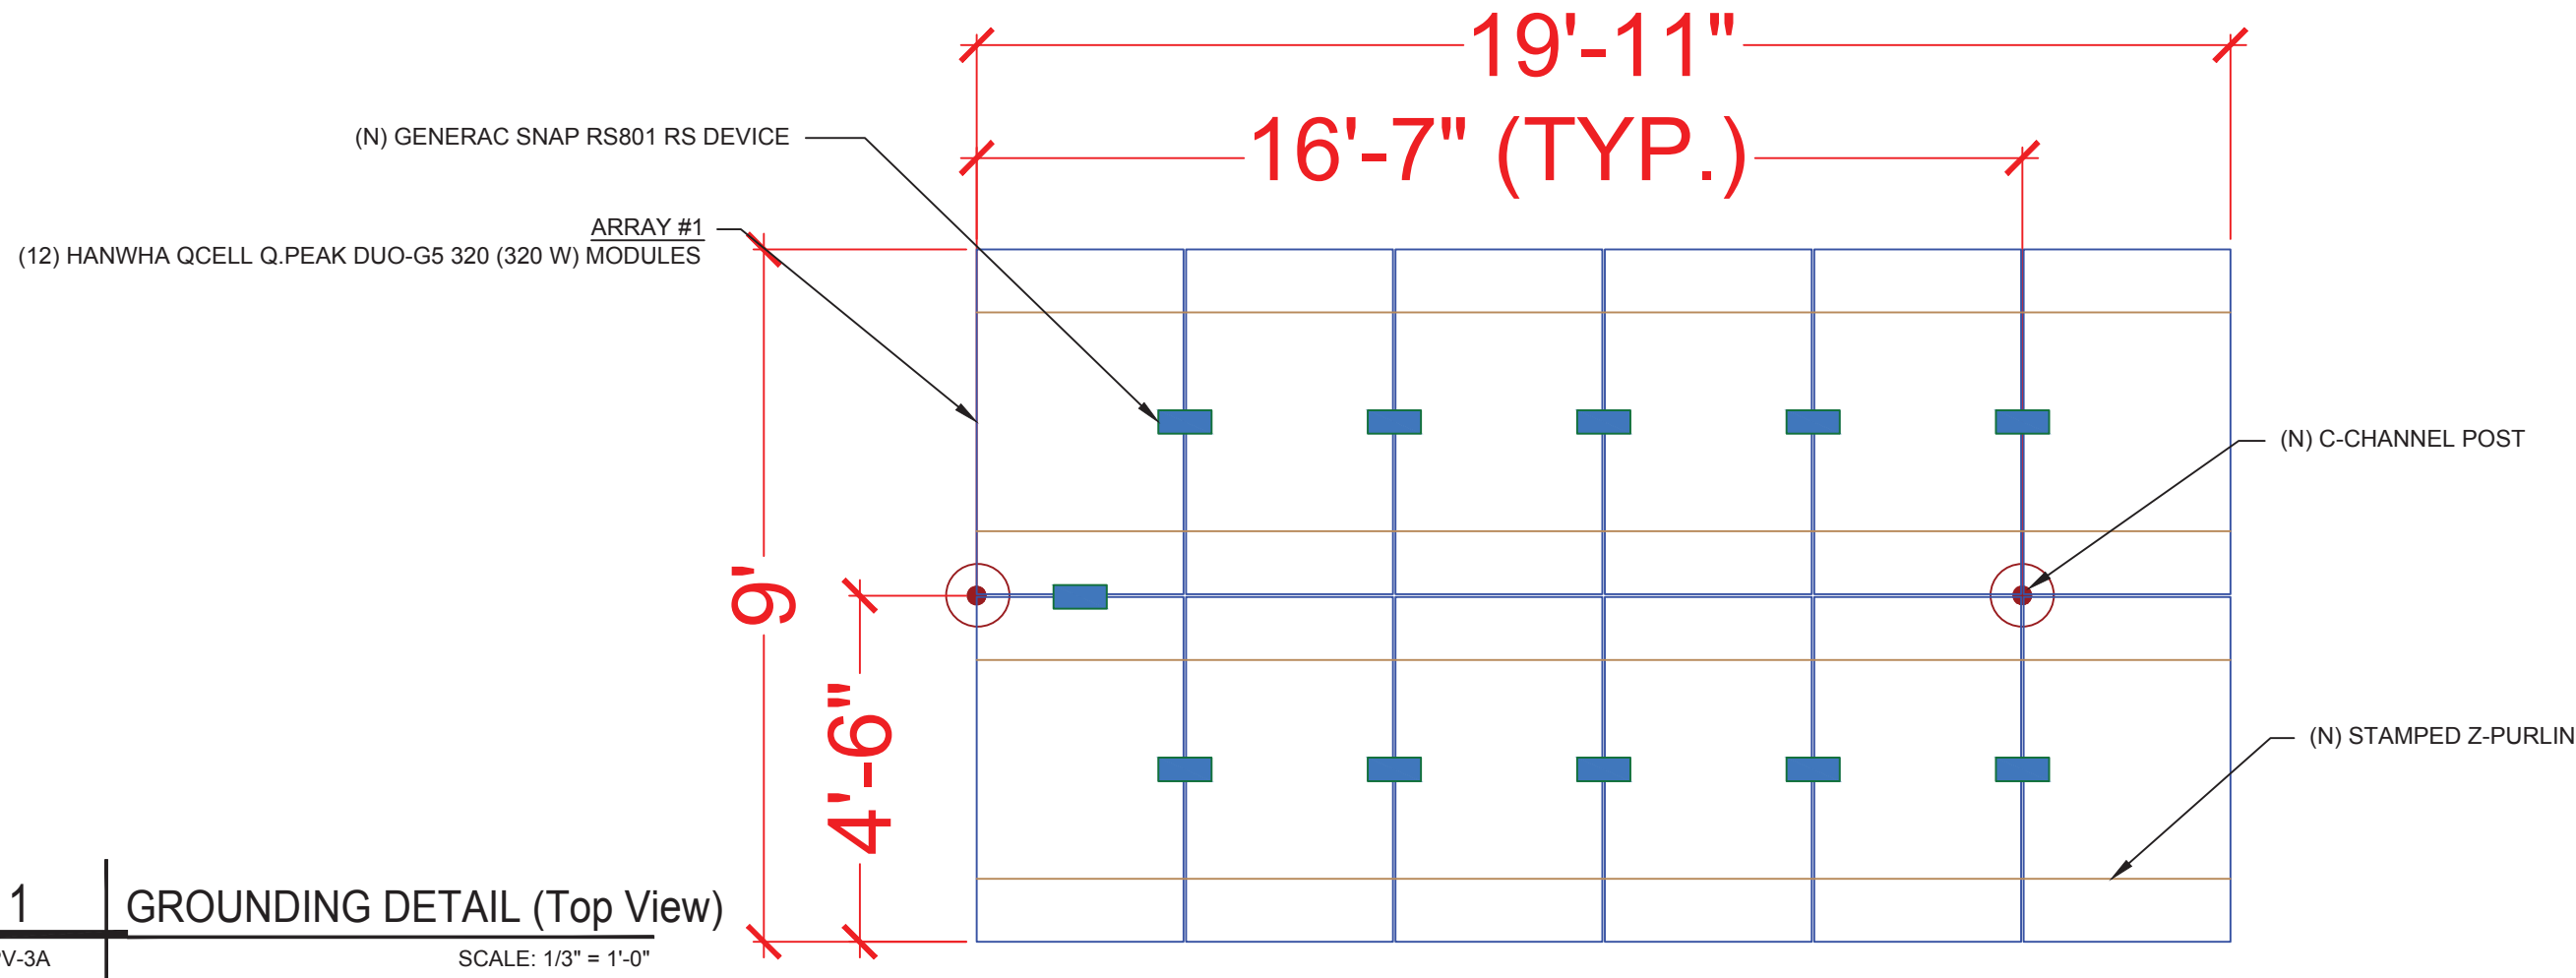 19'-11"
16'-7" (TYP.)
(N) GENERAC SNAP RS801 RS DEVICE
ARRAY #1
(12) HANWHA QCELL Q.PEAK DUO-G5 320 (320 W) MODULES
(N) C-CHANNEL POST
9'
4'-6"
(N) STAMPED Z-PURLIN
1
GROUNDING DETAIL (Top View)
PV-3A
SCALE: 1/3" = 1'-0"